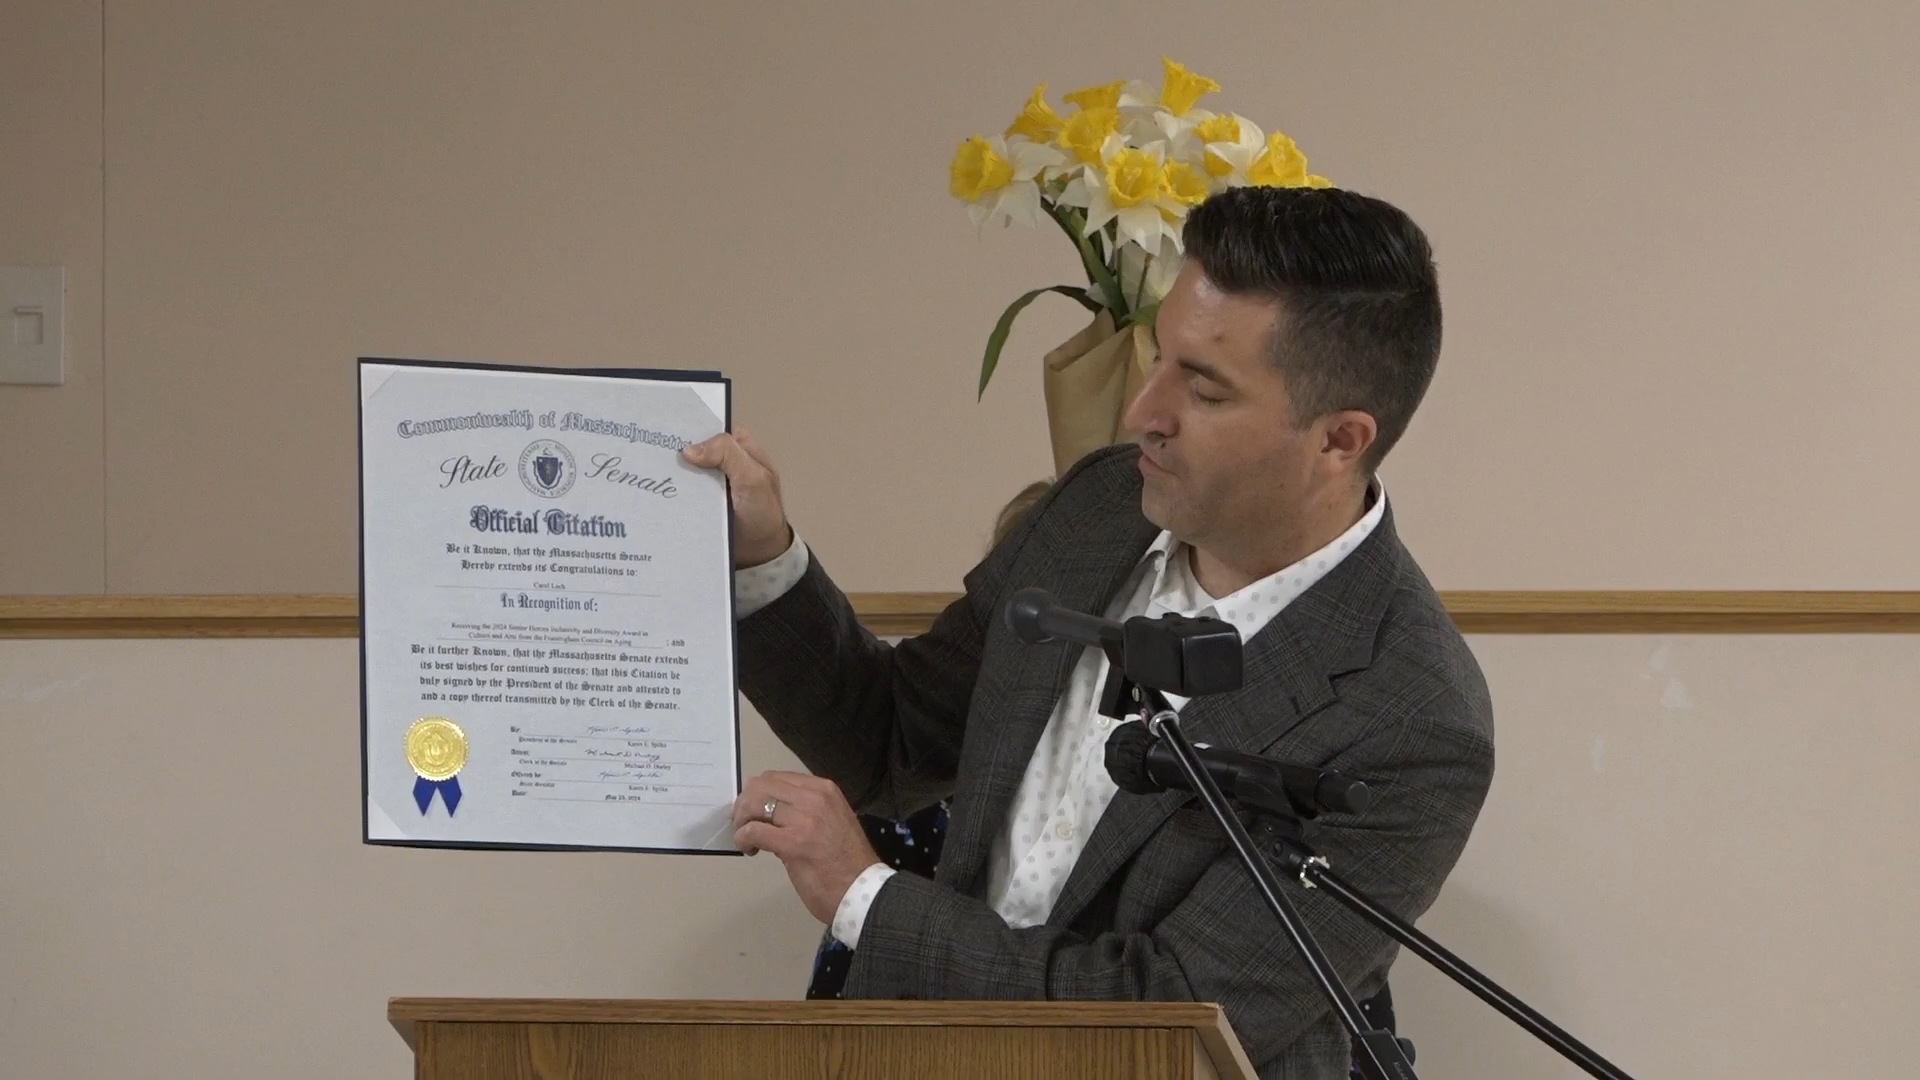 Commonwealth of Massachusetts
State Senate
Official Citation
Be it Known, that the Massachusetts Senate
Hereby extends its Congratulations to:
Carol Lach
In Recognition of:
Receiving the 2024 Senior Heroes Inclusivity and Diversity Award in
Culture and Arts from the Framingham Council on Aging ; and
Be it further Known, that the Massachusetts Senate extends
its best wishes for continued success; that this Citation be
duly signed by the President of the Senate and attested to
and a copy thereof transmitted by the Clerk of the Senate.
By:
President of the Senate Karen E. Spilka
Attest:
Clerk of the Senate Michael D. Hurley
Offered by:
State Senator Karen E. Spilka
Date: